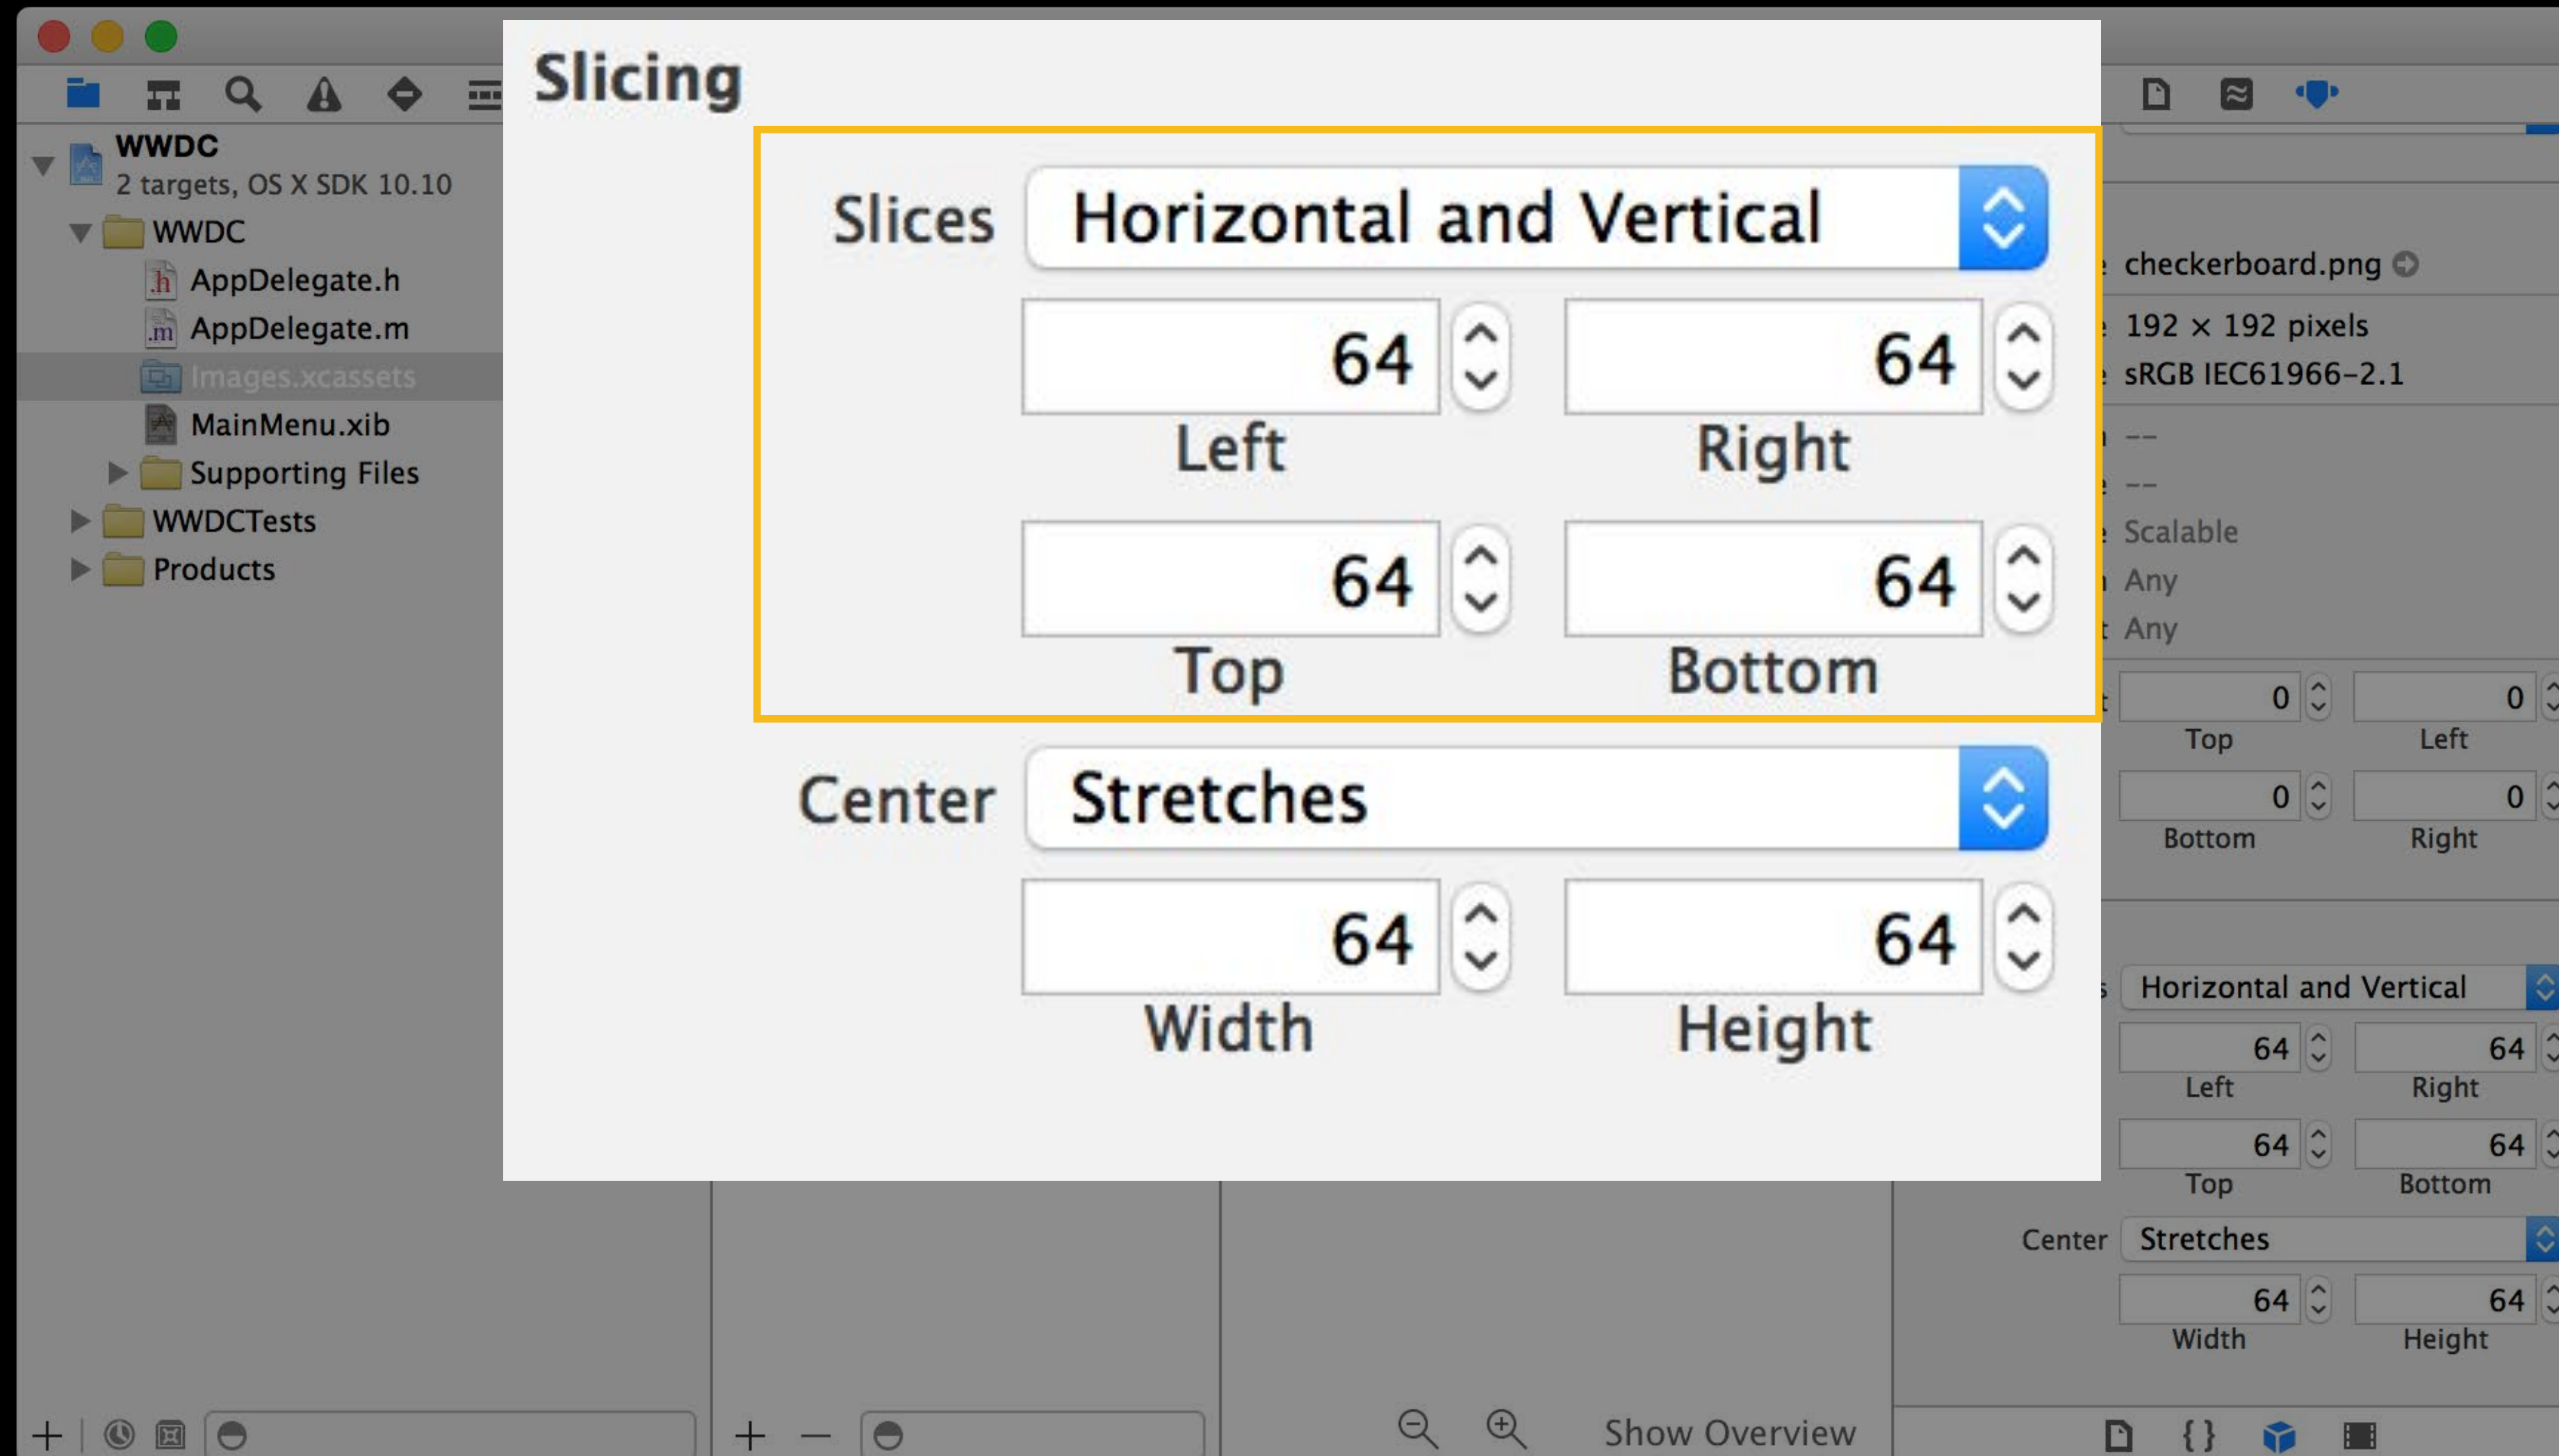 WWDC
2 targets, OS X SDK 10.10
WWDC
AppDelegate.h
AppDelegate.m
Images.xcassets
MainMenu.xib
Supporting Files
WWDCTests
Products
Slicing
Slices Horizontal and Vertical
64 64
Left Right
64 64
Top Bottom
Center Stretches
64 64
Width Height
checkerboard.png
192 × 192 pixels
sRGB IEC61966-2.1
--
--
Scalable
Any
Any
0 0
Top Left
0 0
Bottom Right
Horizontal and Vertical
64 64
Left Right
64 64
Top Bottom
Center Stretches
64 64
Width Height
Show Overview